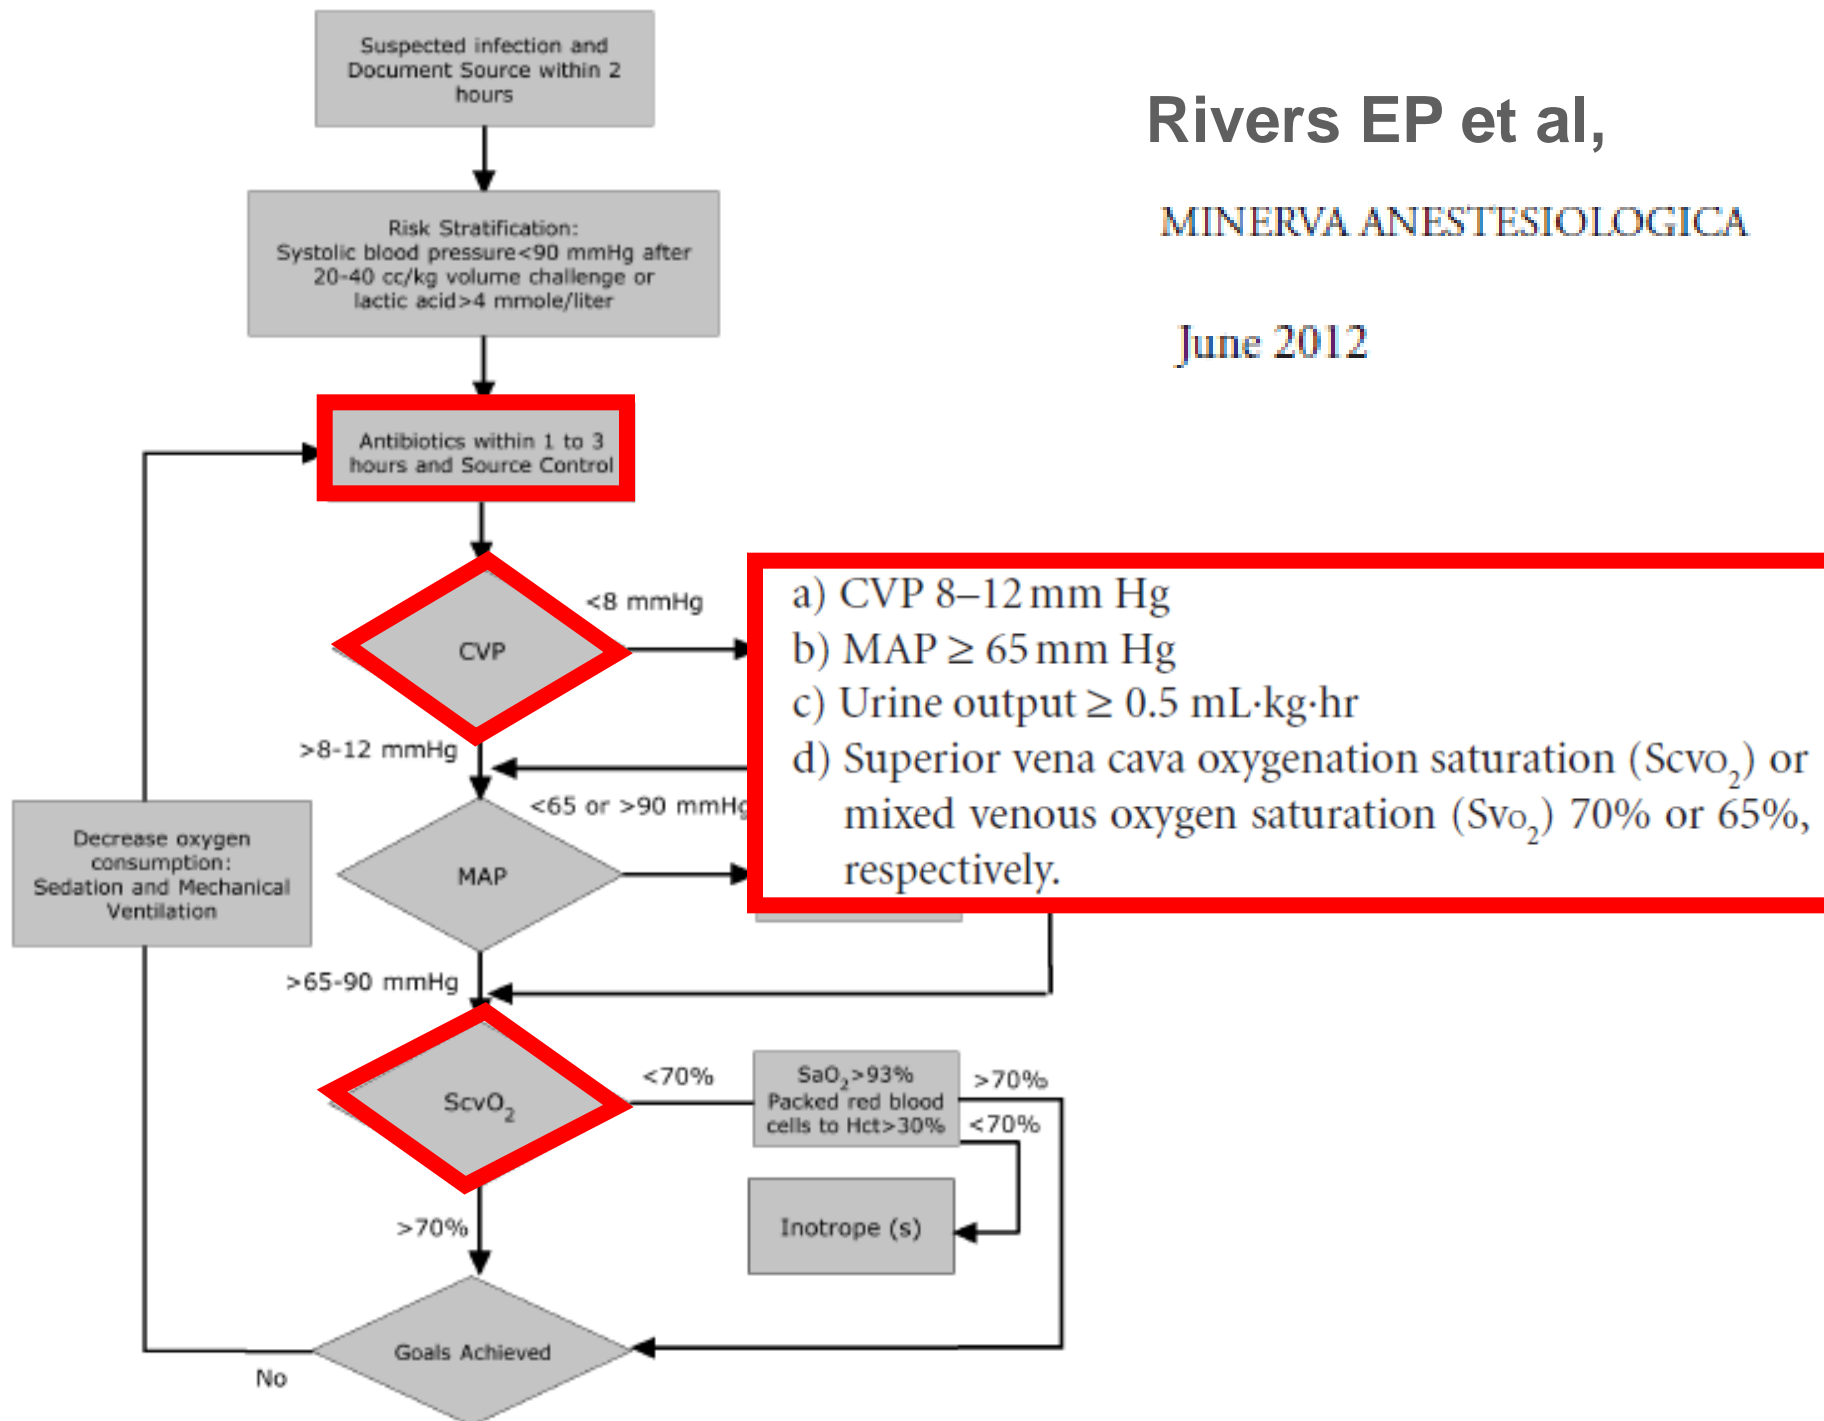 Suspected infection and
Document Source within 2
hours
Rivers EP et al,
MINERVA ANESTESIOLOGICA
June 2012
Risk Stratification:
Systolic blood pressure<90 mmHg after
20-40 cc/kg volume challenge or
lactic acid>4 mmole/liter
Antibiotics within 1 to 3
hours and Source Control
<8 mmHg
CVP
>8-12 mmHg
a) CVP 8–12 mm Hg
b) MAP ≥ 65 mm Hg
c) Urine output ≥ 0.5 mL·kg·hr
d) Superior vena cava oxygenation saturation (Scvo₂) or
mixed venous oxygen saturation (Svo₂) 70% or 65%,
respectively.
<65 or >90 mmHg
MAP
>65-90 mmHg
Decrease oxygen
consumption:
Sedation and Mechanical
Ventilation
ScvO₂
<70%
SaO₂>93%
Packed red blood
cells to Hct>30%
>70%
<70%
Inotrope (s)
>70%
Goals Achieved
No